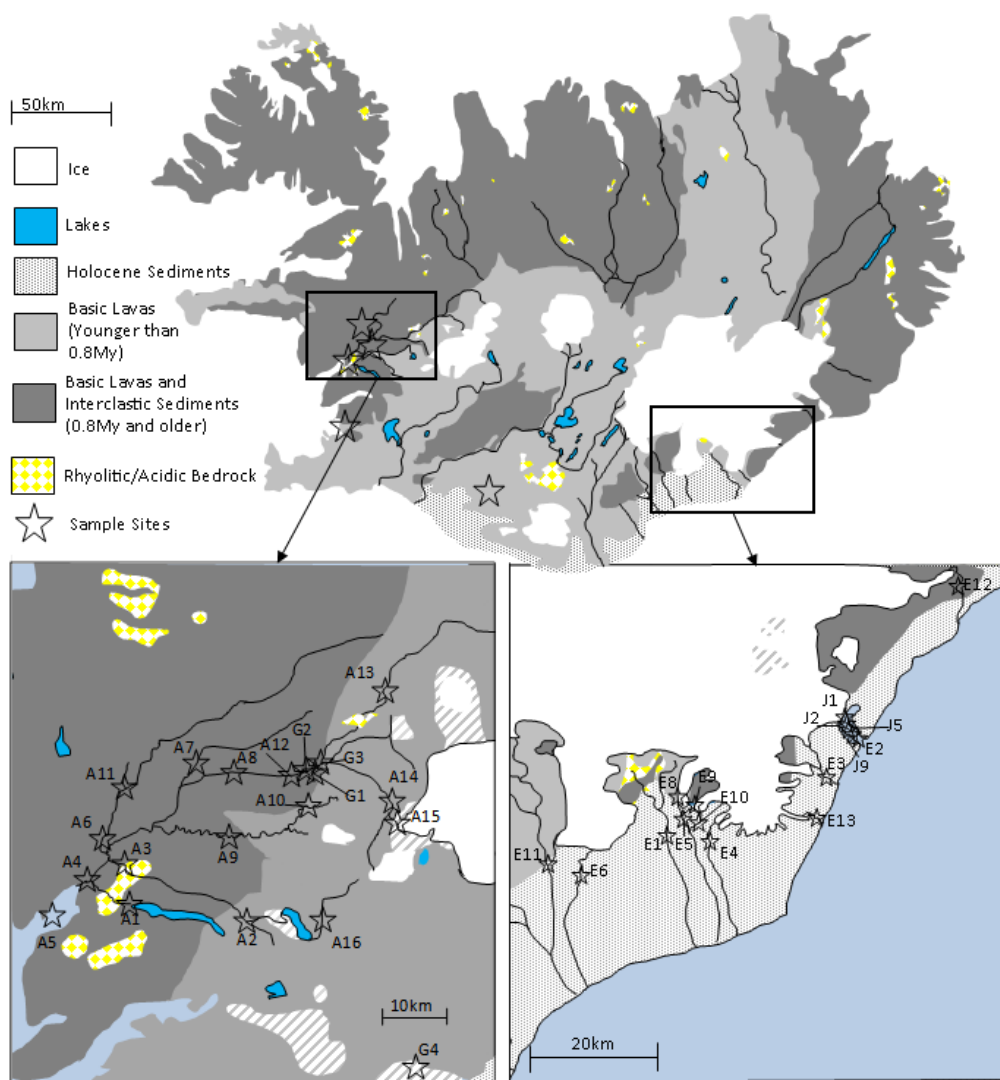 50km
Ice
Lakes
Holocene Sediments
Basic Lavas
(Younger than
0.8My)
Basic Lavas and
Interclastic Sediments
(0.8My and older)
Rhyolitic/Acidic Bedrock
Sample Sites
A13
A7
A12
G2
A8
G3
A11
A14
A10
G1
A15
A6
A9
A3
A4
A1
A5
A2
A16
10km
G4
E12
J1
J2
J5
E2
J9
E3
E8
E9
E10
E13
E1
E5
E4
E11
E6
20km